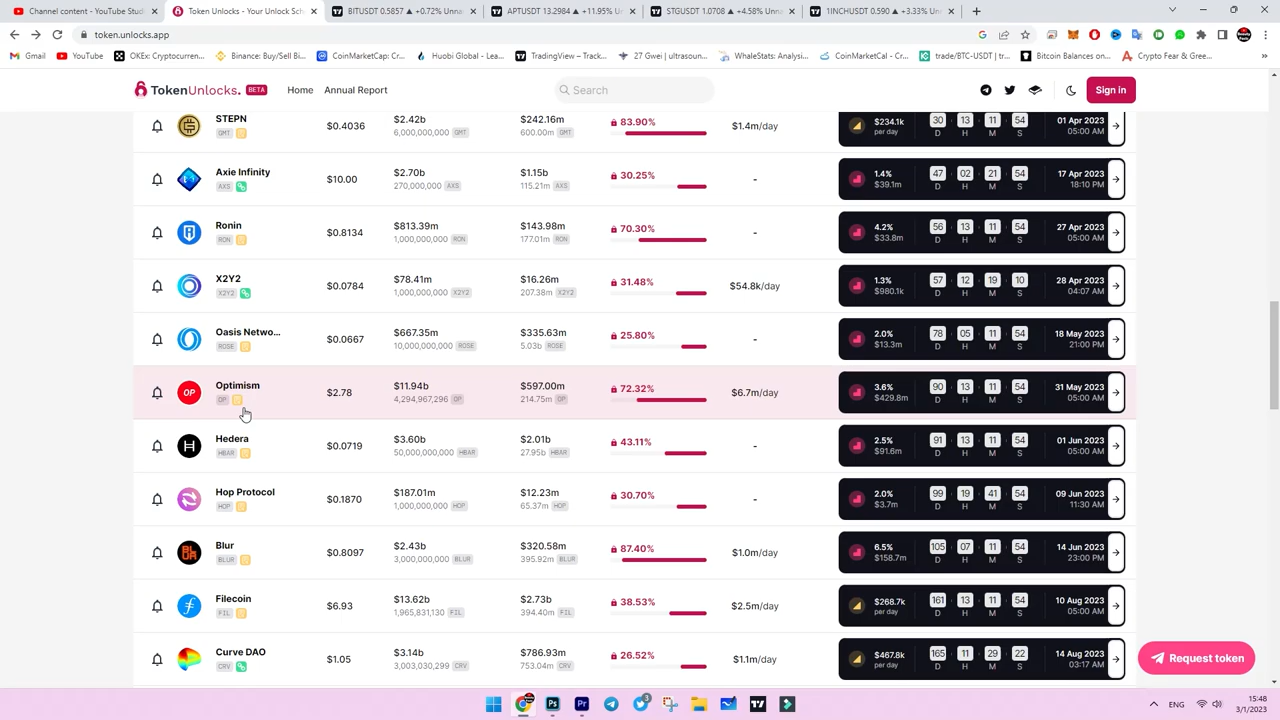 Channel content - YouTube Studi
Token Unlocks - Your Unlock Sche
BITUSDT 0.5857 ▲ +0.72% Unna
APTUSDT 13.2984 ▲ +11.95% Unn
STGUSDT 1.0708 ▲ +4.58% Unna
1INCHUSDT 0.590 ▲ +3.33% Un
token.unlocks.app
Gmail
YouTube
OKEx: Cryptocurren...
Binance: Buy/Sell Bi...
CoinMarketCap: Cry...
Huobi Global | Deep...
TradingView – Track...
27 Gwei | ultrasoun...
WhaleStats: Analysi...
CoinMarketCal - Cr...
trade/BTC-USDT | tr...
Bitcoin Balances on...
Crypto Fear & Gree...
TokenUnlocks. BETA
Home
Annual Report
Search
Sign in
STEPN $2.42b $242.16m 83.90% $234.1k 30 13 11 54 01 Apr 2023
GMT $0.4036 6,000,000,000 GMT 600.00m GMT $1.4m/day per day D H M S 05:00 AM
Axie Infinity $2.70b $1.15b 30.25% 1.4% 47 02 21 54 17 Apr 2023
AXS $10.00 270,000,000 AXS 115.21m AXS - $39.1m D H M S 18:10 PM
Ronin $813.39m $143.98m 70.30% 4.2% 56 13 11 54 27 Apr 2023
RON $0.8134 1,000,000,000 RON 177.01m RON - $33.8m D H M S 05:00 AM
X2Y2 $78.41m $16.26m 31.48% 1.3% 57 12 19 10 28 Apr 2023
X2Y2 $0.0784 1,000,000,000 X2Y2 207.38m X2Y2 $54.8k/day $980.1k D H M S 04:07 AM
Oasis Netwo... $667.35m $335.63m 25.80% 2.0% 78 05 11 54 18 May 2023
ROSE $0.0667 10,000,000,000 ROSE 5.03b ROSE - $13.3m D H M S 21:00 PM
Optimism $11.94b $597.00m 72.32% 3.6% 90 13 11 54 31 May 2023
OP $2.78 4,294,967,296 OP 214.75m OP $6.7m/day $429.8m D H M S 05:00 AM
Hedera $3.60b $2.01b 43.11% 2.5% 91 13 11 54 01 Jun 2023
HBAR $0.0719 50,000,000,000 HBAR 27.95b HBAR - $91.6m D H M S 05:00 AM
Hop Protocol $187.01m $12.23m 30.70% 2.0% 99 19 41 54 09 Jun 2023
HOP $0.1870 1,000,000,000 HOP 65.37m HOP - $3.7m D H M S 11:30 AM
Blur $2.43b $320.58m 87.40% 6.5% 105 07 11 54 14 Jun 2023
BLUR $0.8097 3,000,000,000 BLUR 395.92m BLUR $1.0m/day $158.7m D H M S 23:00 PM
Filecoin $13.62b $2.73b 38.53% $268.7k 161 13 11 54 10 Aug 2023
FIL $6.93 1,965,831,130 FIL 394.40m FIL $2.5m/day per day D H M S 05:00 AM
Curve DAO $3.14b $786.93m 26.52% $467.8k 165 11 29 22 14 Aug 2023
CRV $1.05 3,303,030,299 CRV 753.04m CRV $1.1m/day per day D H M S 03:17 AM
Request token
ENG
15:48
3/1/2023